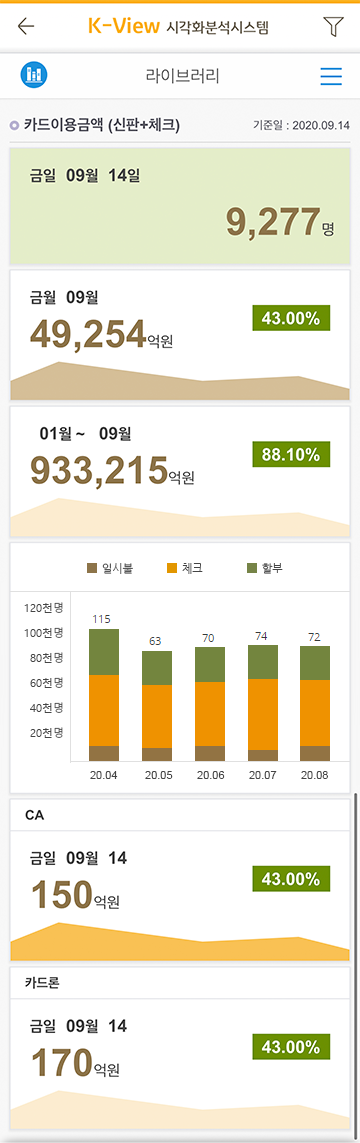 K-View 시각화분석시스템
라이브러리
카드이용금액 (신판+체크) 기준일 : 2020.09.14
금일 09월 14일
9,277명
금월 09월
49,254억원 43.00%
01월 ~ 09월
933,215억원 88.10%
일시불 체크 할부
120천명
100천명
80천명
60천명
40천명
20천명
115 63 70 74 72
20.04 20.05 20.06 20.07 20.08
CA
금일 09월 14
150억원 43.00%
카드론
금일 09월 14
170억원 43.00%